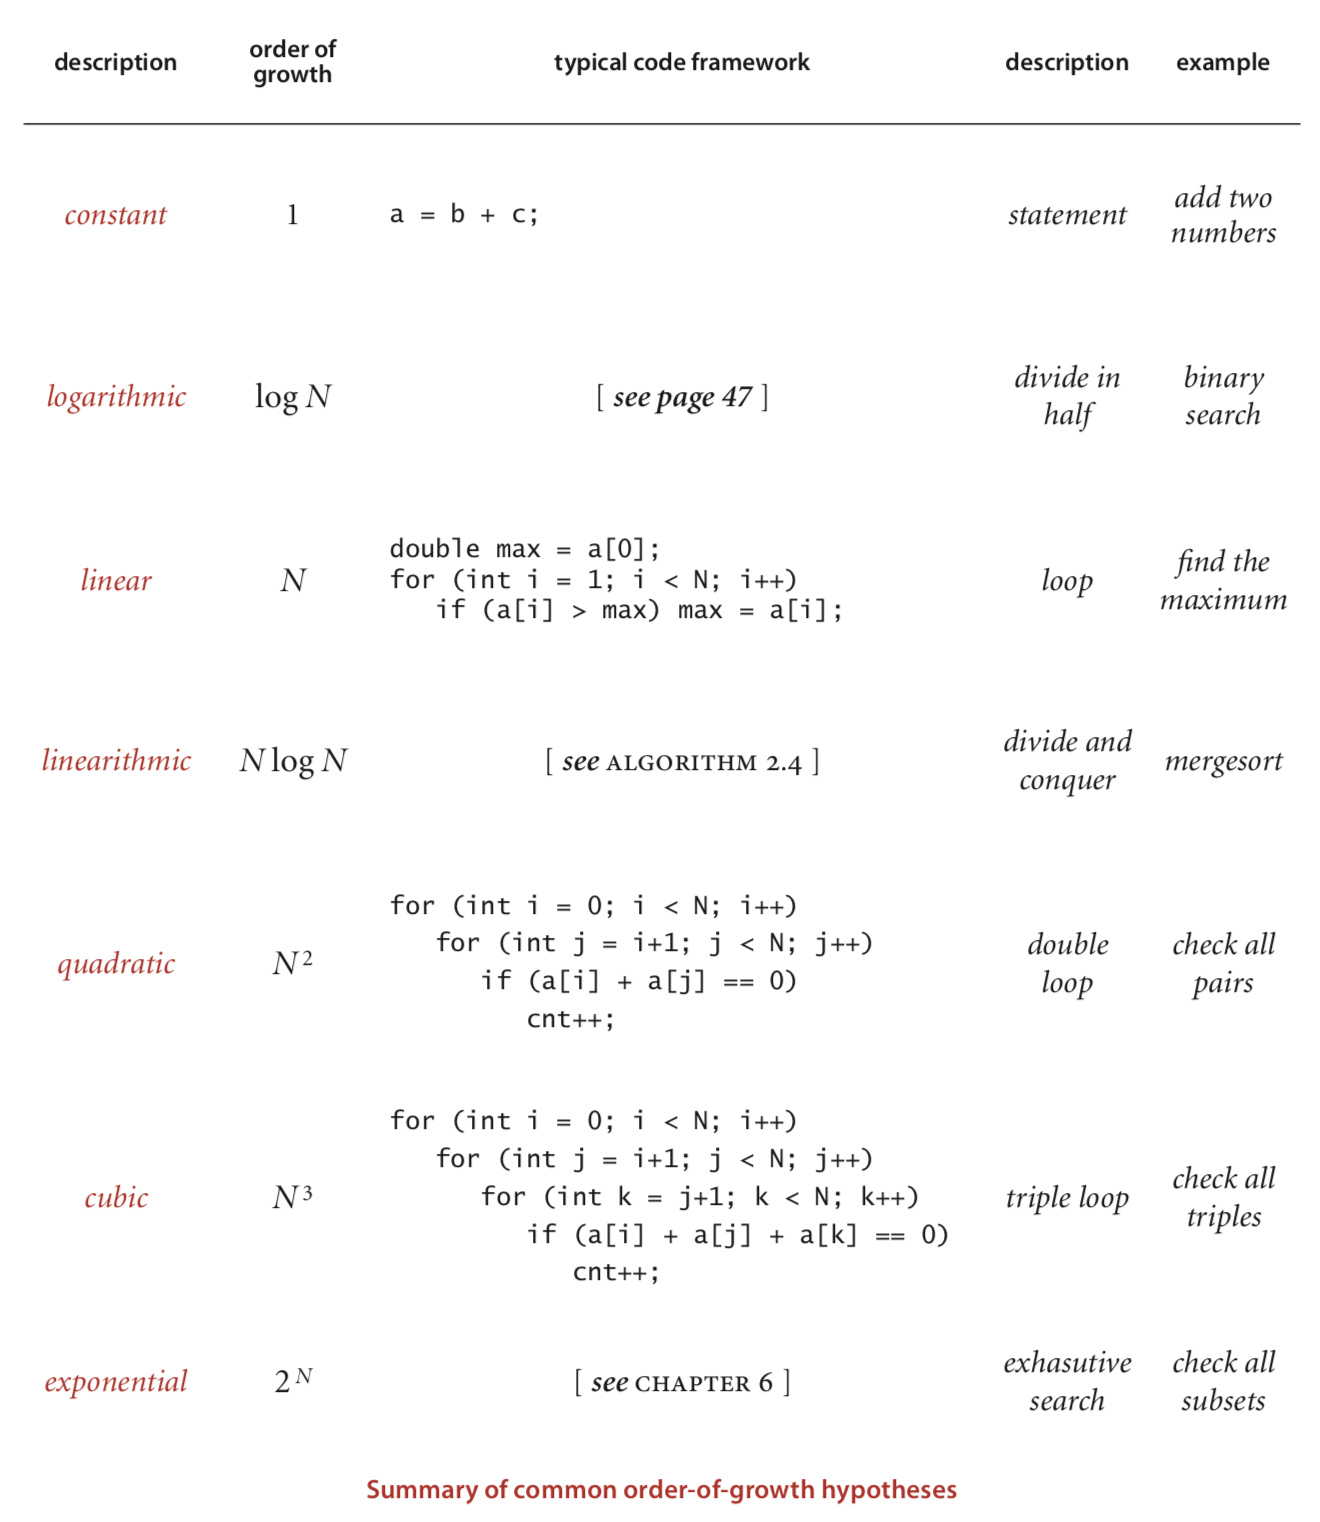 description order of growth typical code framework description example
constant 1 a = b + c; statement add two numbers
logarithmic log N [ see page 47 ] divide in half binary search
linear N
double max = a[0];
for (int i = 1; i < N; i++)
if (a[i] > max) max = a[i];
loop find the maximum
linearithmic N log N [ see ALGORITHM 2.4 ] divide and conquer mergesort
quadratic N²
for (int i = 0; i < N; i++)
for (int j = i+1; j < N; j++)
if (a[i] + a[j] == 0)
cnt++;
double loop check all pairs
cubic N³
for (int i = 0; i < N; i++)
for (int j = i+1; j < N; j++)
for (int k = j+1; k < N; k++)
if (a[i] + a[j] + a[k] == 0)
cnt++;
triple loop check all triples
exponential 2ᴺ [ see CHAPTER 6 ] exhasutive search check all subsets
Summary of common order-of-growth hypotheses